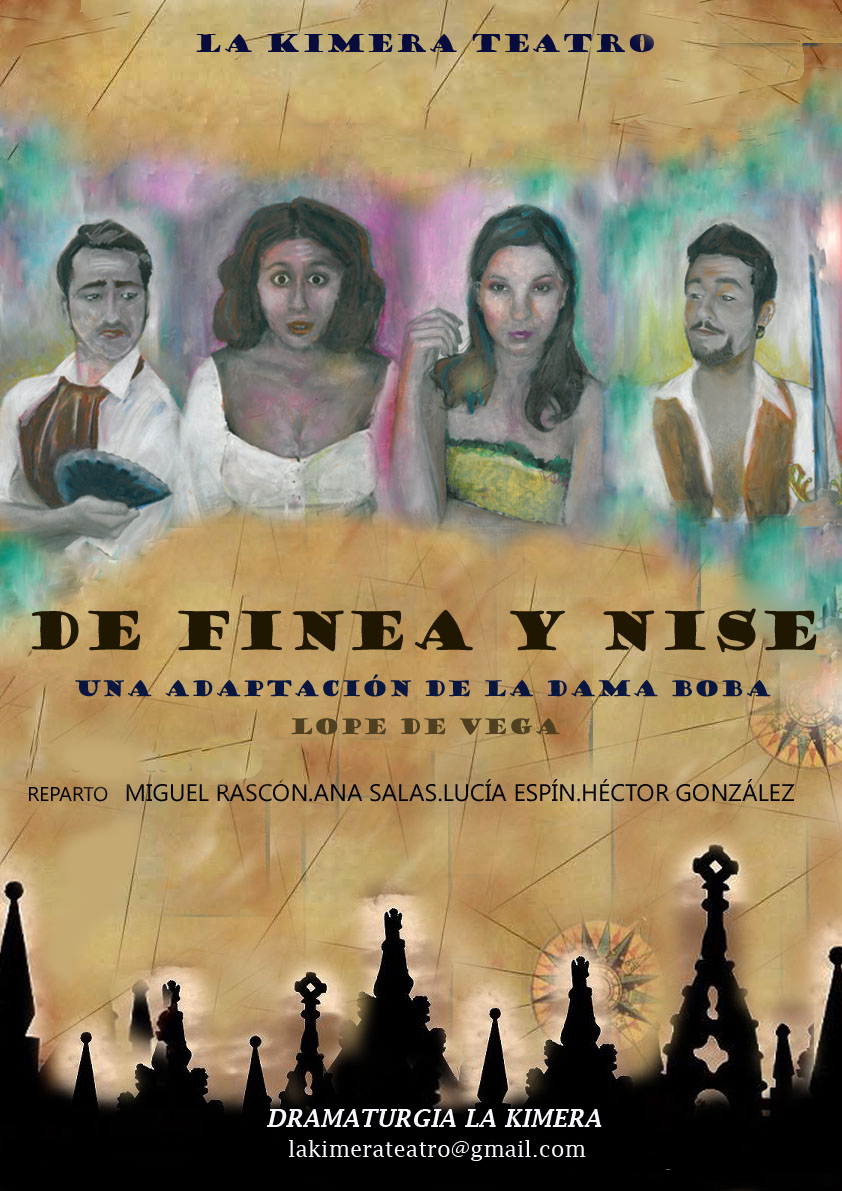 LA KIMERA TEATRO
DE FINEA Y NISE
UNA ADAPTACIÓN DE LA DAMA BOBA
LOPE DE VEGA
REPARTO MIGUEL RASCÓN.ANA SALAS.LUCÍA ESPÍN.HÉCTOR GONZÁLEZ
DRAMATURGIA LA KIMERA
lakimerateatro@gmail.com